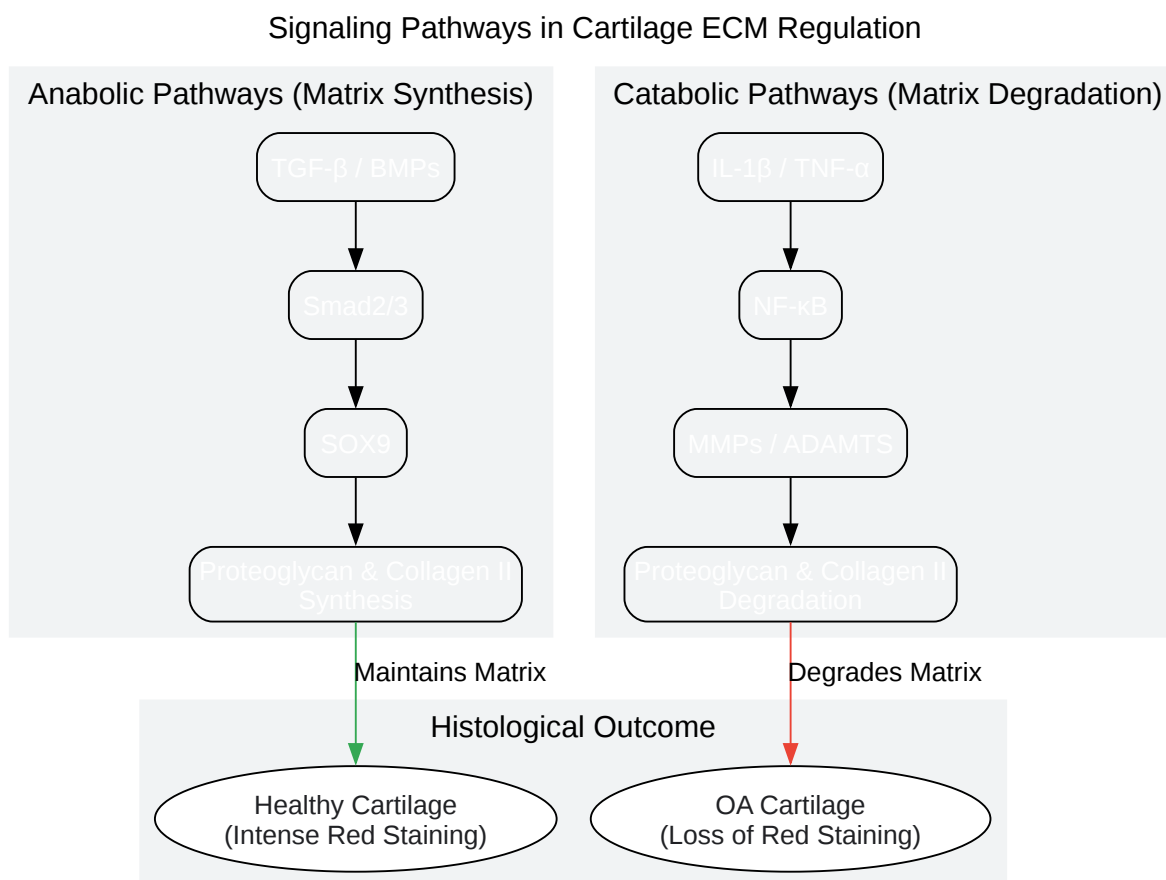 Signaling Pathways in Cartilage ECM Regulation
Anabolic Pathways (Matrix Synthesis)
TGF-β / BMPs
Smad2/3
SOX9
Proteoglycan & Collagen II
Synthesis
Maintains Matrix
Catabolic Pathways (Matrix Degradation)
IL-1β / TNF-α
NF-κB
MMPs / ADAMTS
Proteoglycan & Collagen II
Degradation
Degrades Matrix
Histological Outcome
Healthy Cartilage
(Intense Red Staining)
OA Cartilage
(Loss of Red Staining)